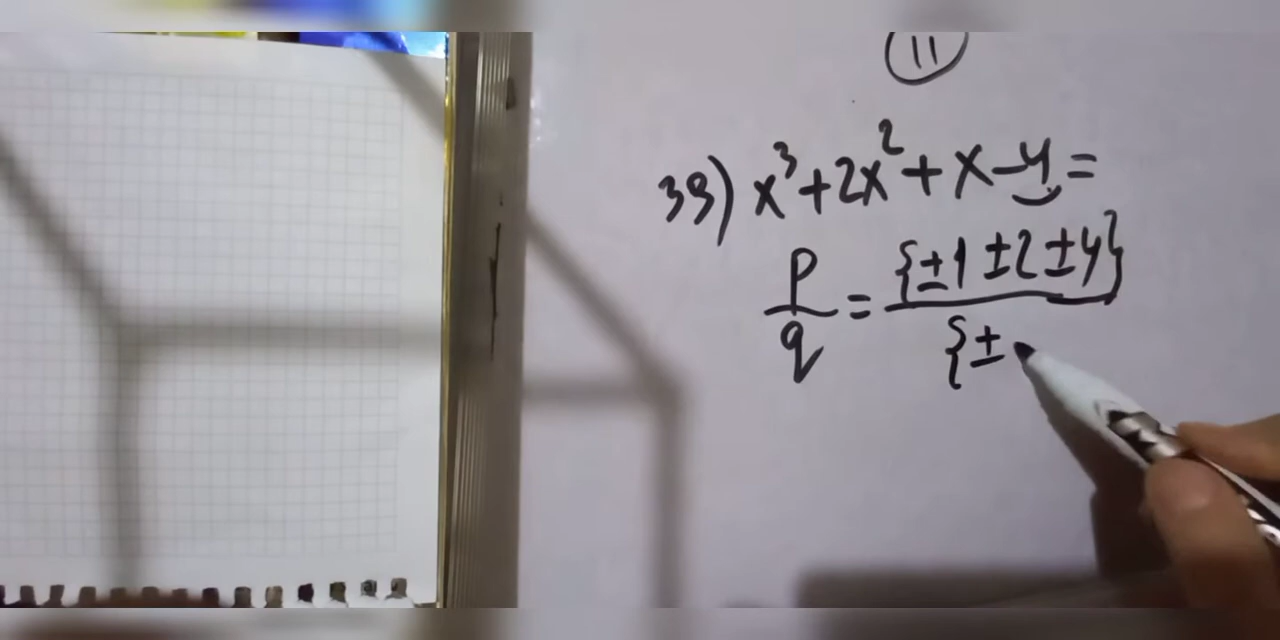 11
39) x³+2x²+x-4=
p/q = {±1 ±2 ±4}/{±